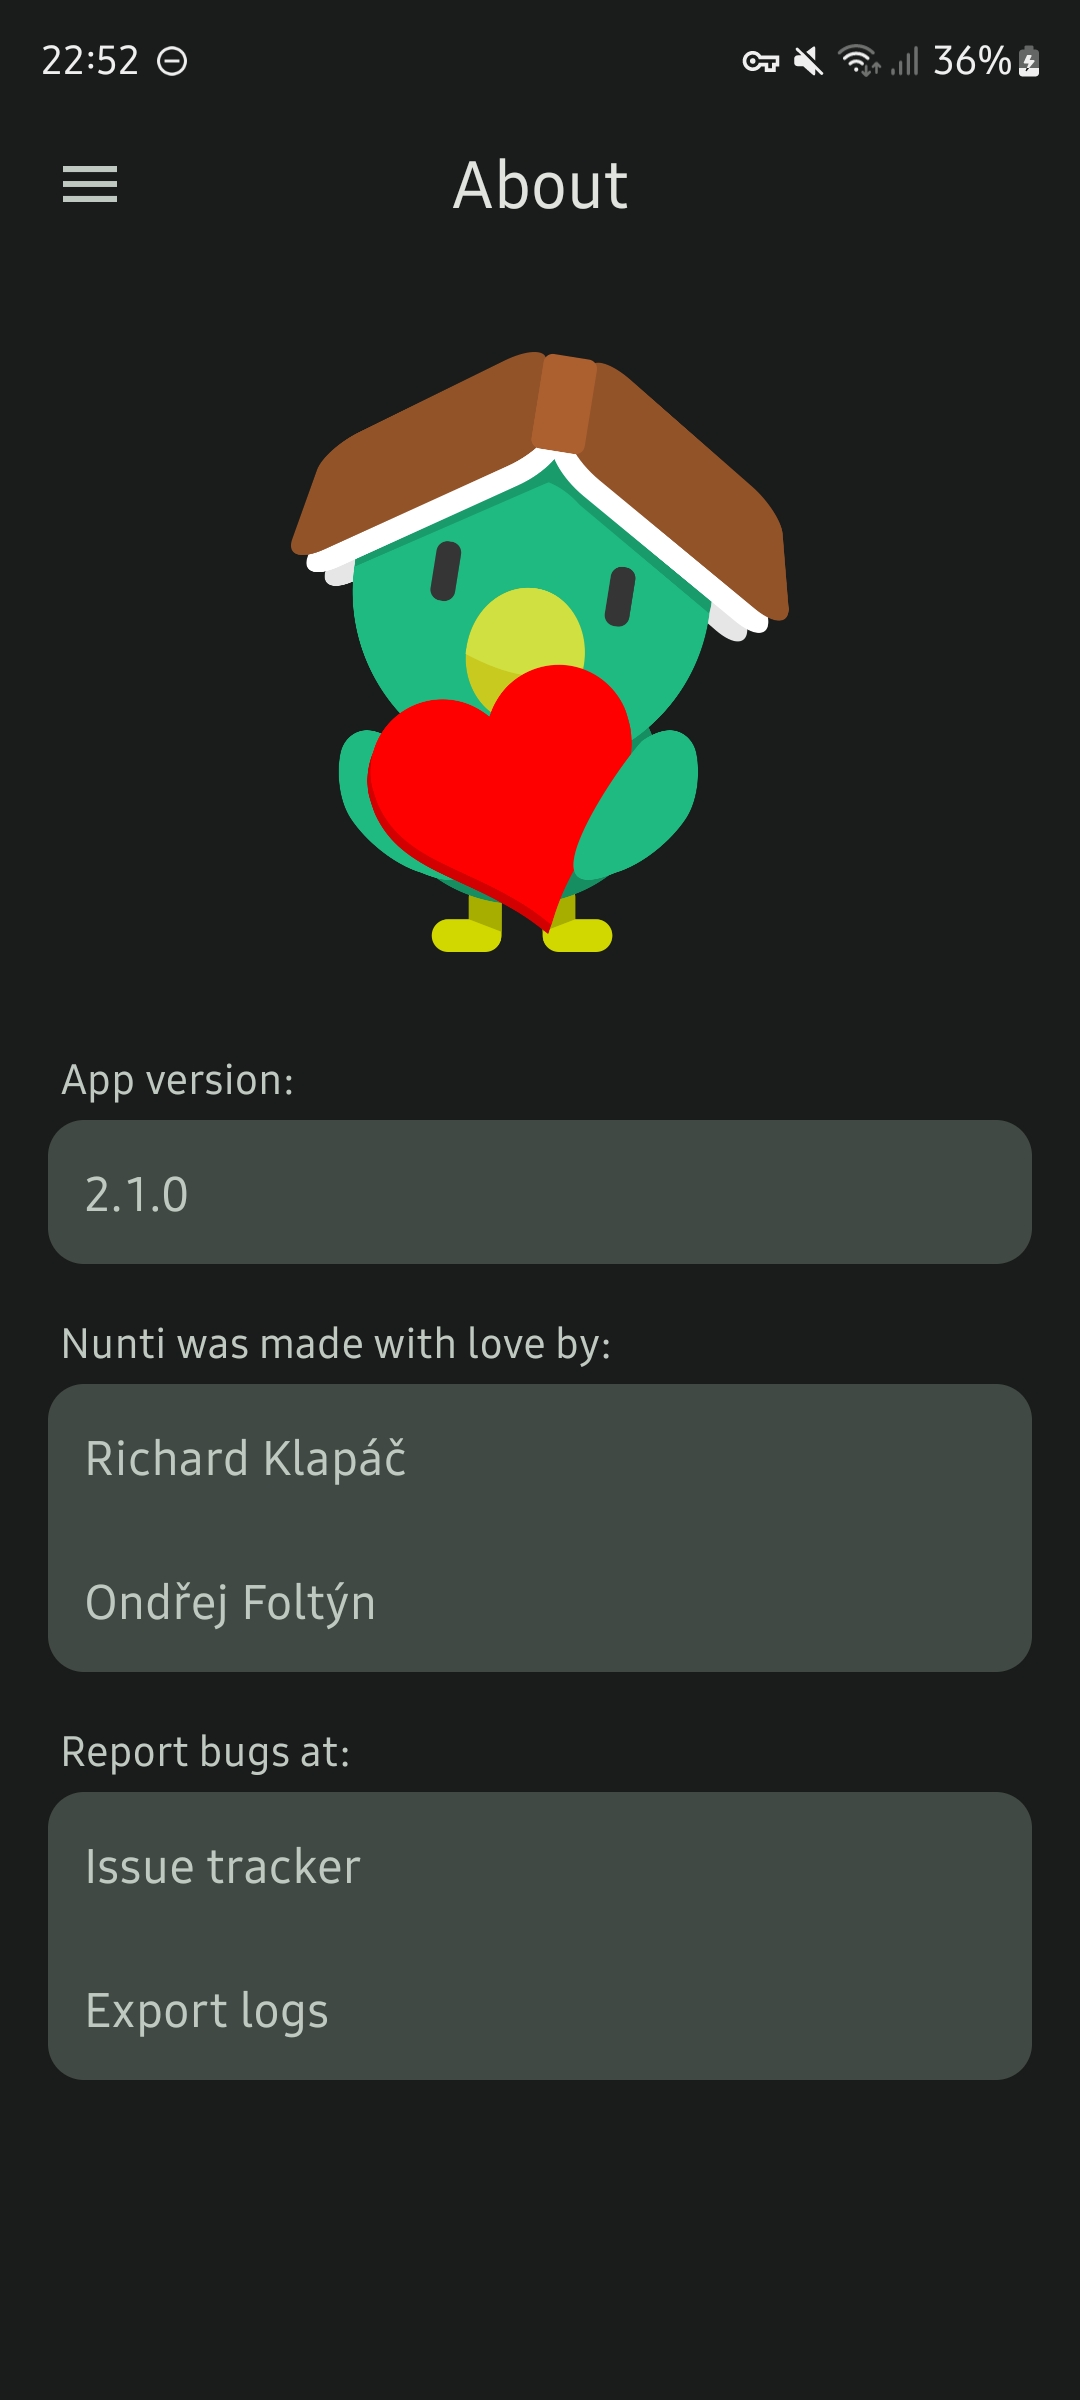 22:52
36%
About
App version:
2.1.0
Nunti was made with love by:
Richard Klapáč
Ondřej Foltýn
Report bugs at:
Issue tracker
Export logs